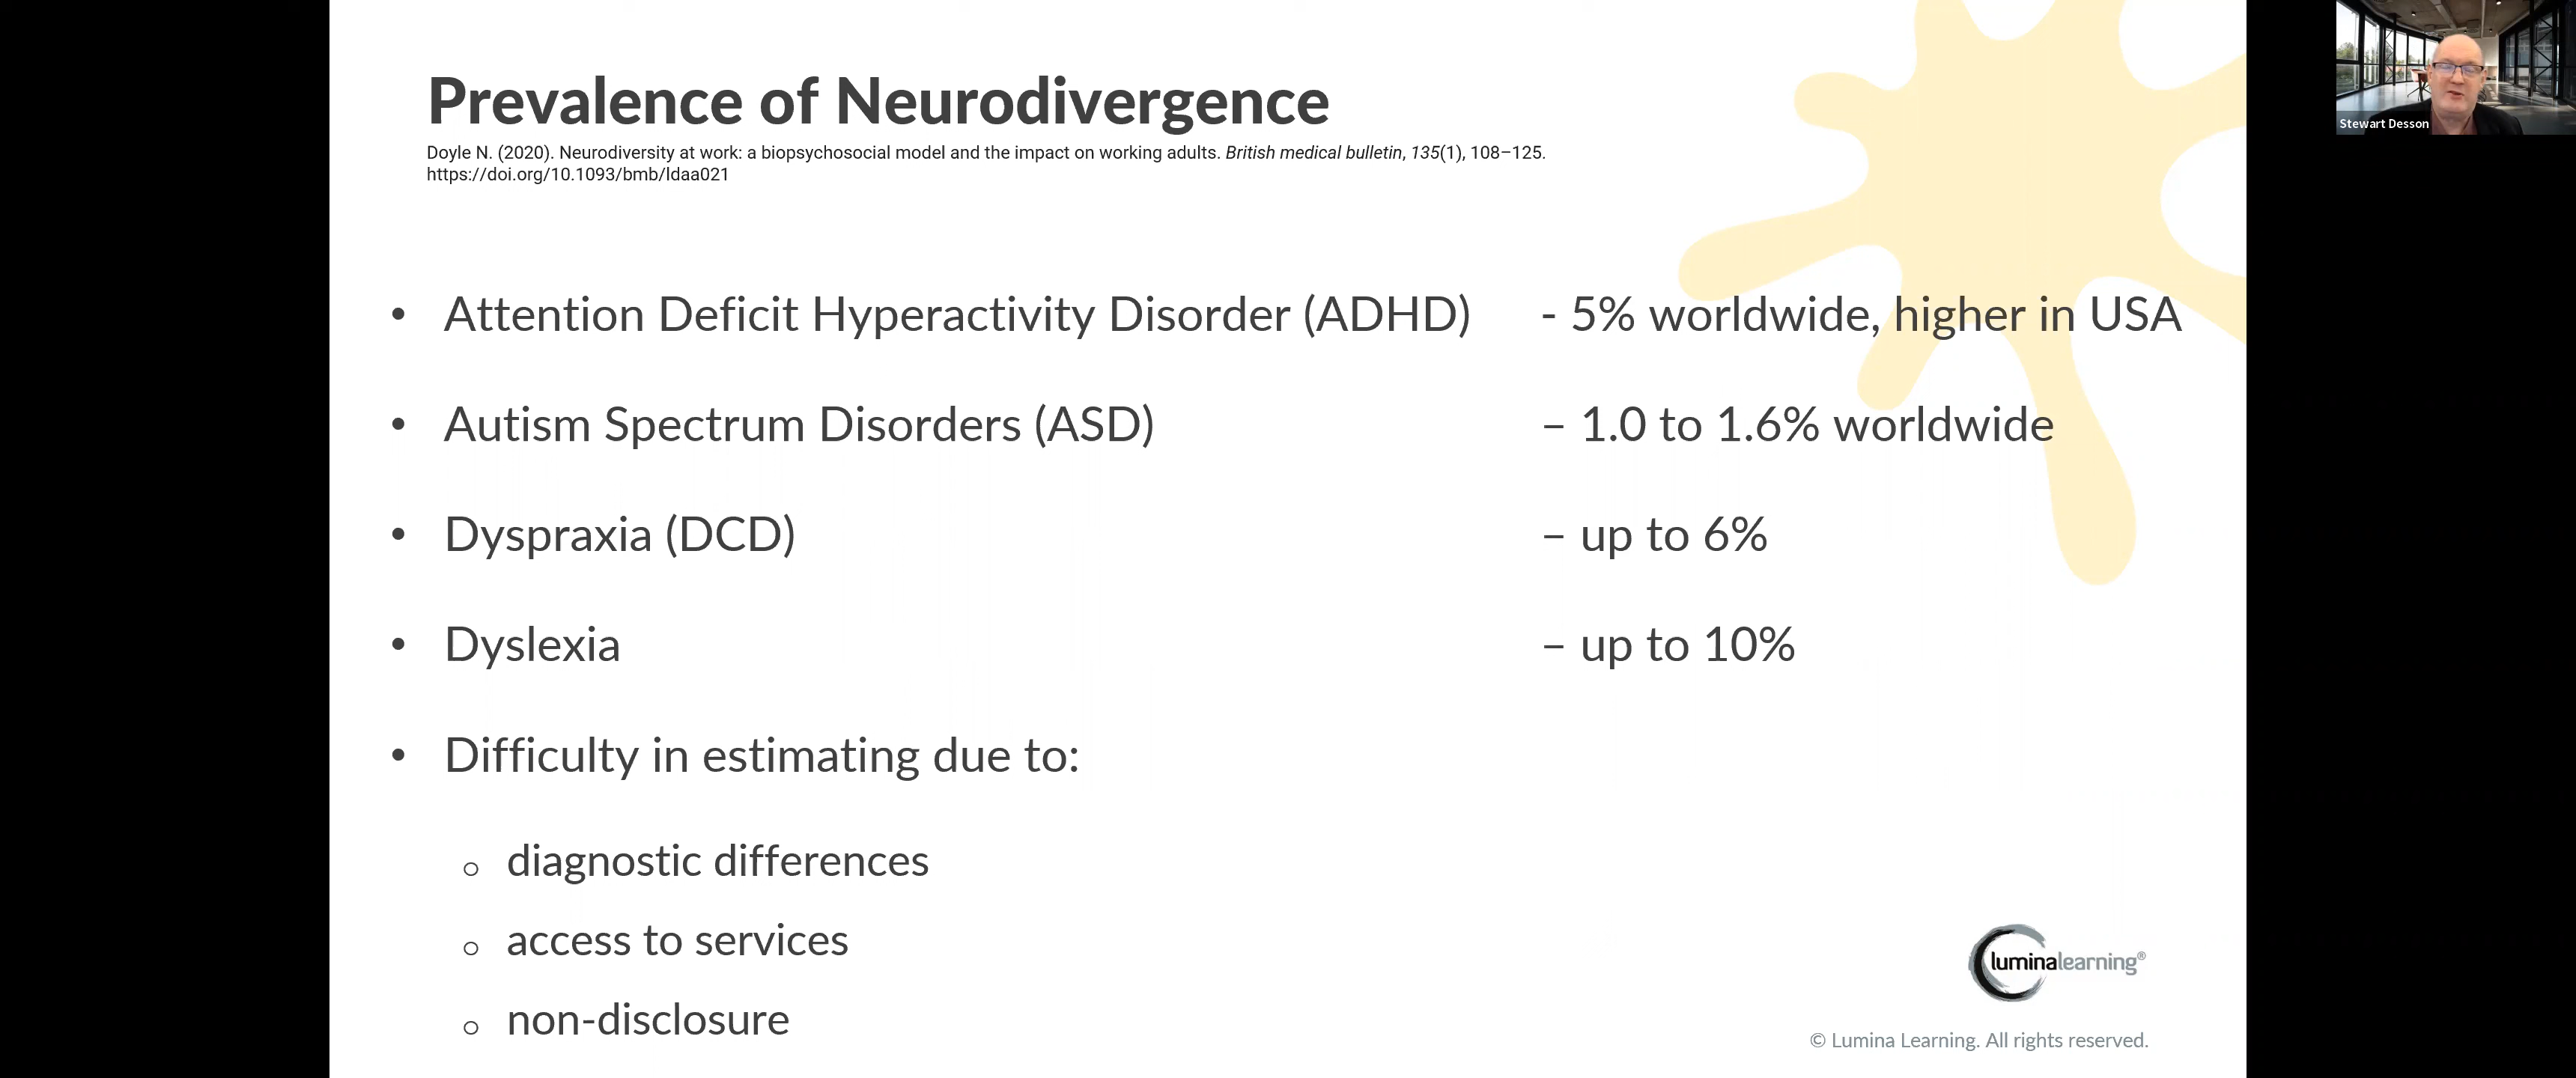 Prevalence of Neurodivergence
Doyle N. (2020). Neurodiversity at work: a biopsychosocial model and the impact on working adults. British medical bulletin, 135(1), 108–125.
https://doi.org/10.1093/bmb/ldaa021
• Attention Deficit Hyperactivity Disorder (ADHD) - 5% worldwide, higher in USA
• Autism Spectrum Disorders (ASD) – 1.0 to 1.6% worldwide
• Dyspraxia (DCD) – up to 6%
• Dyslexia – up to 10%
• Difficulty in estimating due to:
o diagnostic differences
o access to services
o non-disclosure
luminalearning®
© Lumina Learning. All rights reserved.
Stewart Desson